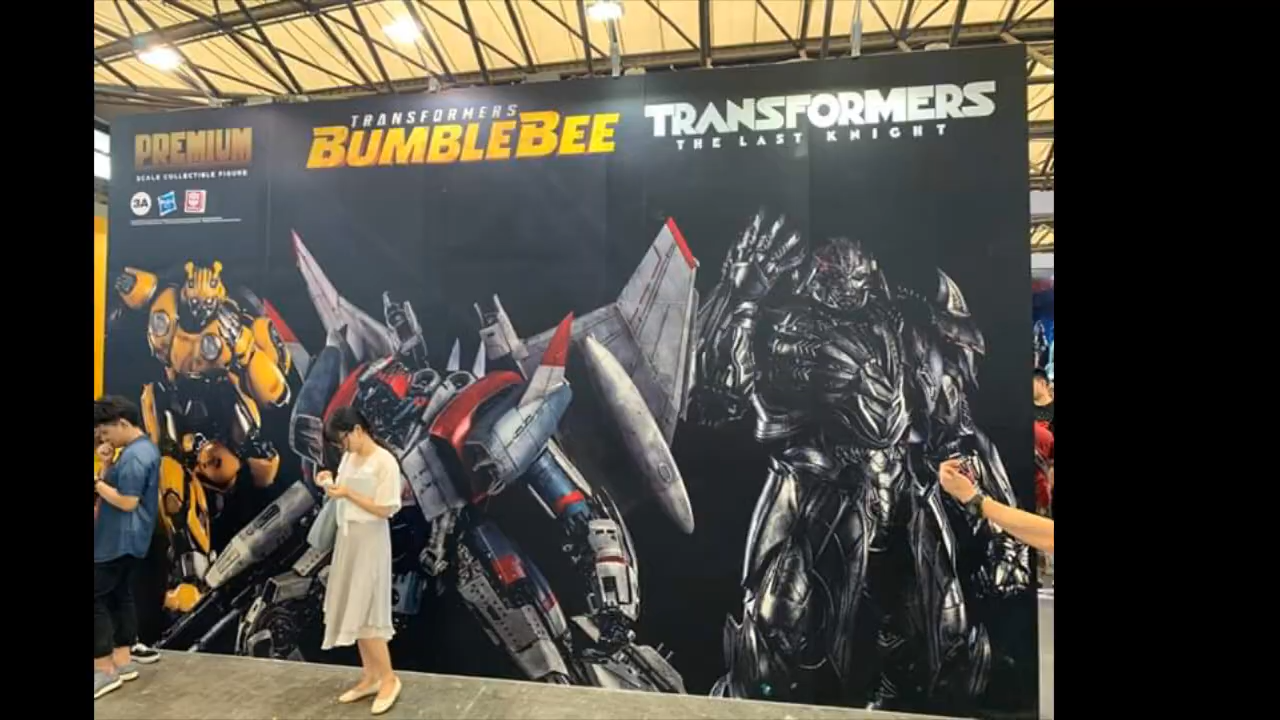 PREMIUM
SCALE COLLECTIBLE FIGURE
3A
TRANSFORMERS
BUMBLEBEE
TRANSFORMERS
THE LAST KNIGHT